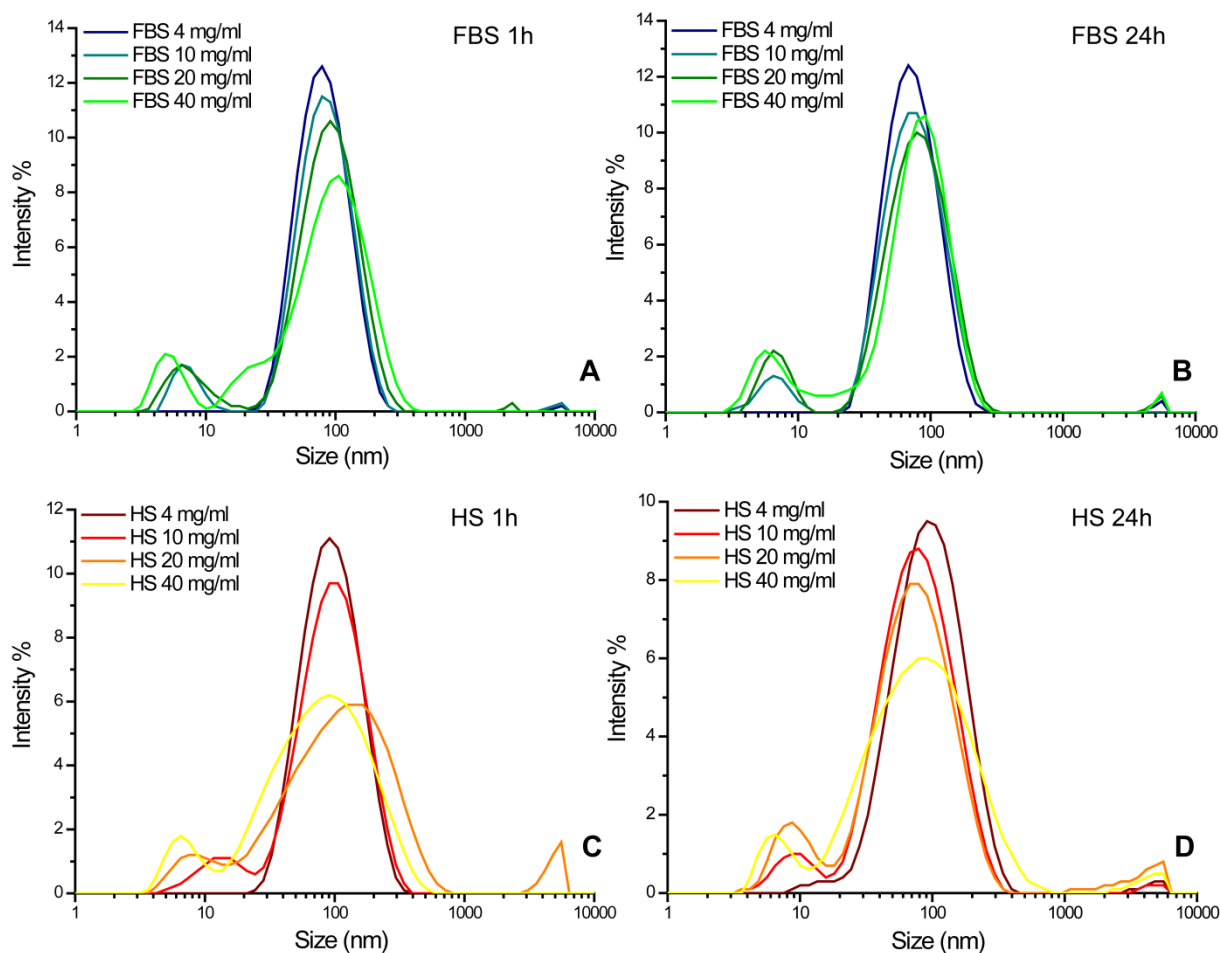 FBS 1h
FBS 4 mg/ml
FBS 10 mg/ml
FBS 20 mg/ml
FBS 40 mg/ml
14
12
10
8
6
4
2
0
Intensity %
A
1 10 100 1000 10000
Size (nm)
FBS 24h
FBS 4 mg/ml
FBS 10 mg/ml
FBS 20 mg/ml
FBS 40 mg/ml
14
12
10
8
6
4
2
0
Intensity %
B
1 10 100 1000 10000
Size (nm)
HS 1h
HS 4 mg/ml
HS 10 mg/ml
HS 20 mg/ml
HS 40 mg/ml
12
10
8
6
4
2
0
Intensity %
C
1 10 100 1000 10000
Size (nm)
HS 24h
HS 4 mg/ml
HS 10 mg/ml
HS 20 mg/ml
HS 40 mg/ml
10
8
6
4
2
0
Intensity %
D
1 10 100 1000 10000
Size (nm)